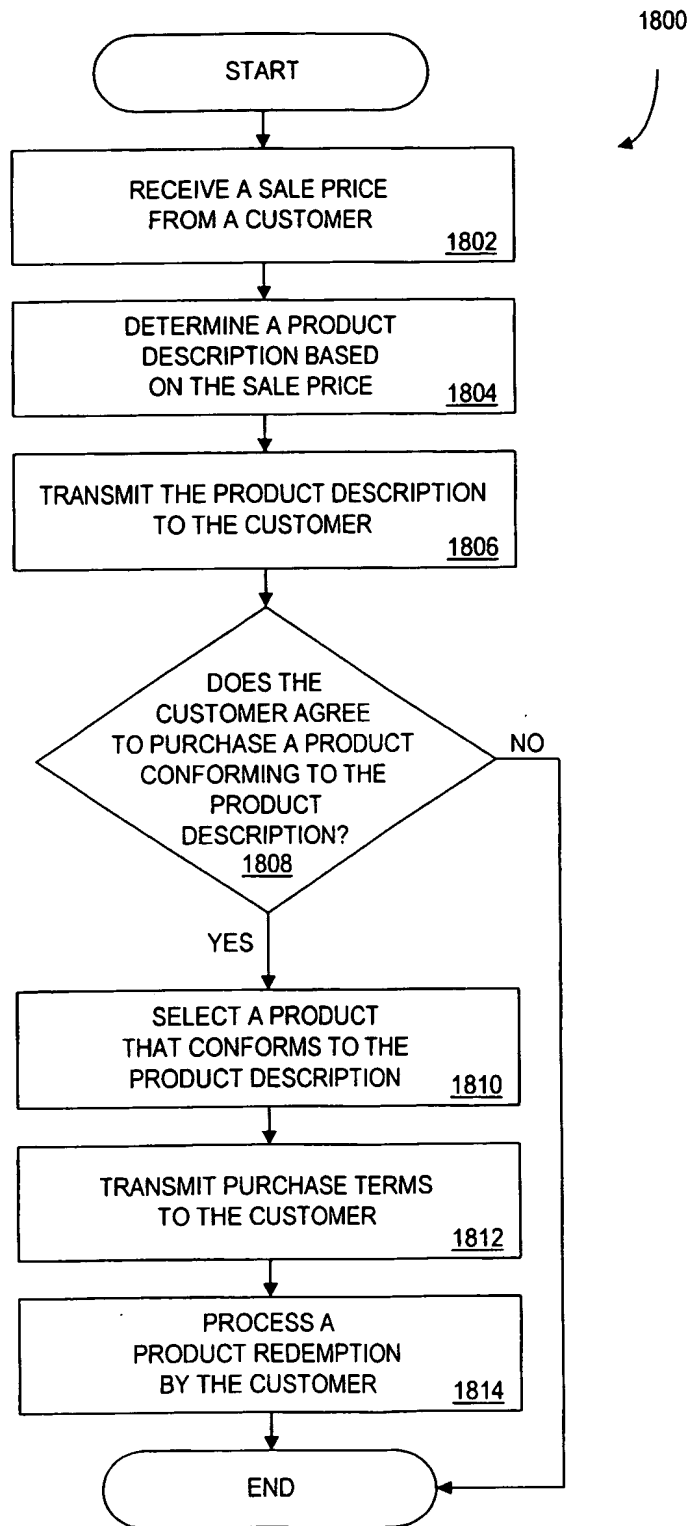 1800
START
RECEIVE A SALE PRICE
FROM A CUSTOMER
1802
DETERMINE A PRODUCT
DESCRIPTION BASED
ON THE SALE PRICE
1804
TRANSMIT THE PRODUCT DESCRIPTION
TO THE CUSTOMER
1806
DOES THE
CUSTOMER AGREE
TO PURCHASE A PRODUCT
CONFORMING TO THE
PRODUCT
DESCRIPTION?
1808
NO
YES
SELECT A PRODUCT
THAT CONFORMS TO THE
PRODUCT DESCRIPTION
1810
TRANSMIT PURCHASE TERMS
TO THE CUSTOMER
1812
PROCESS A
PRODUCT REDEMPTION
BY THE CUSTOMER
1814
END